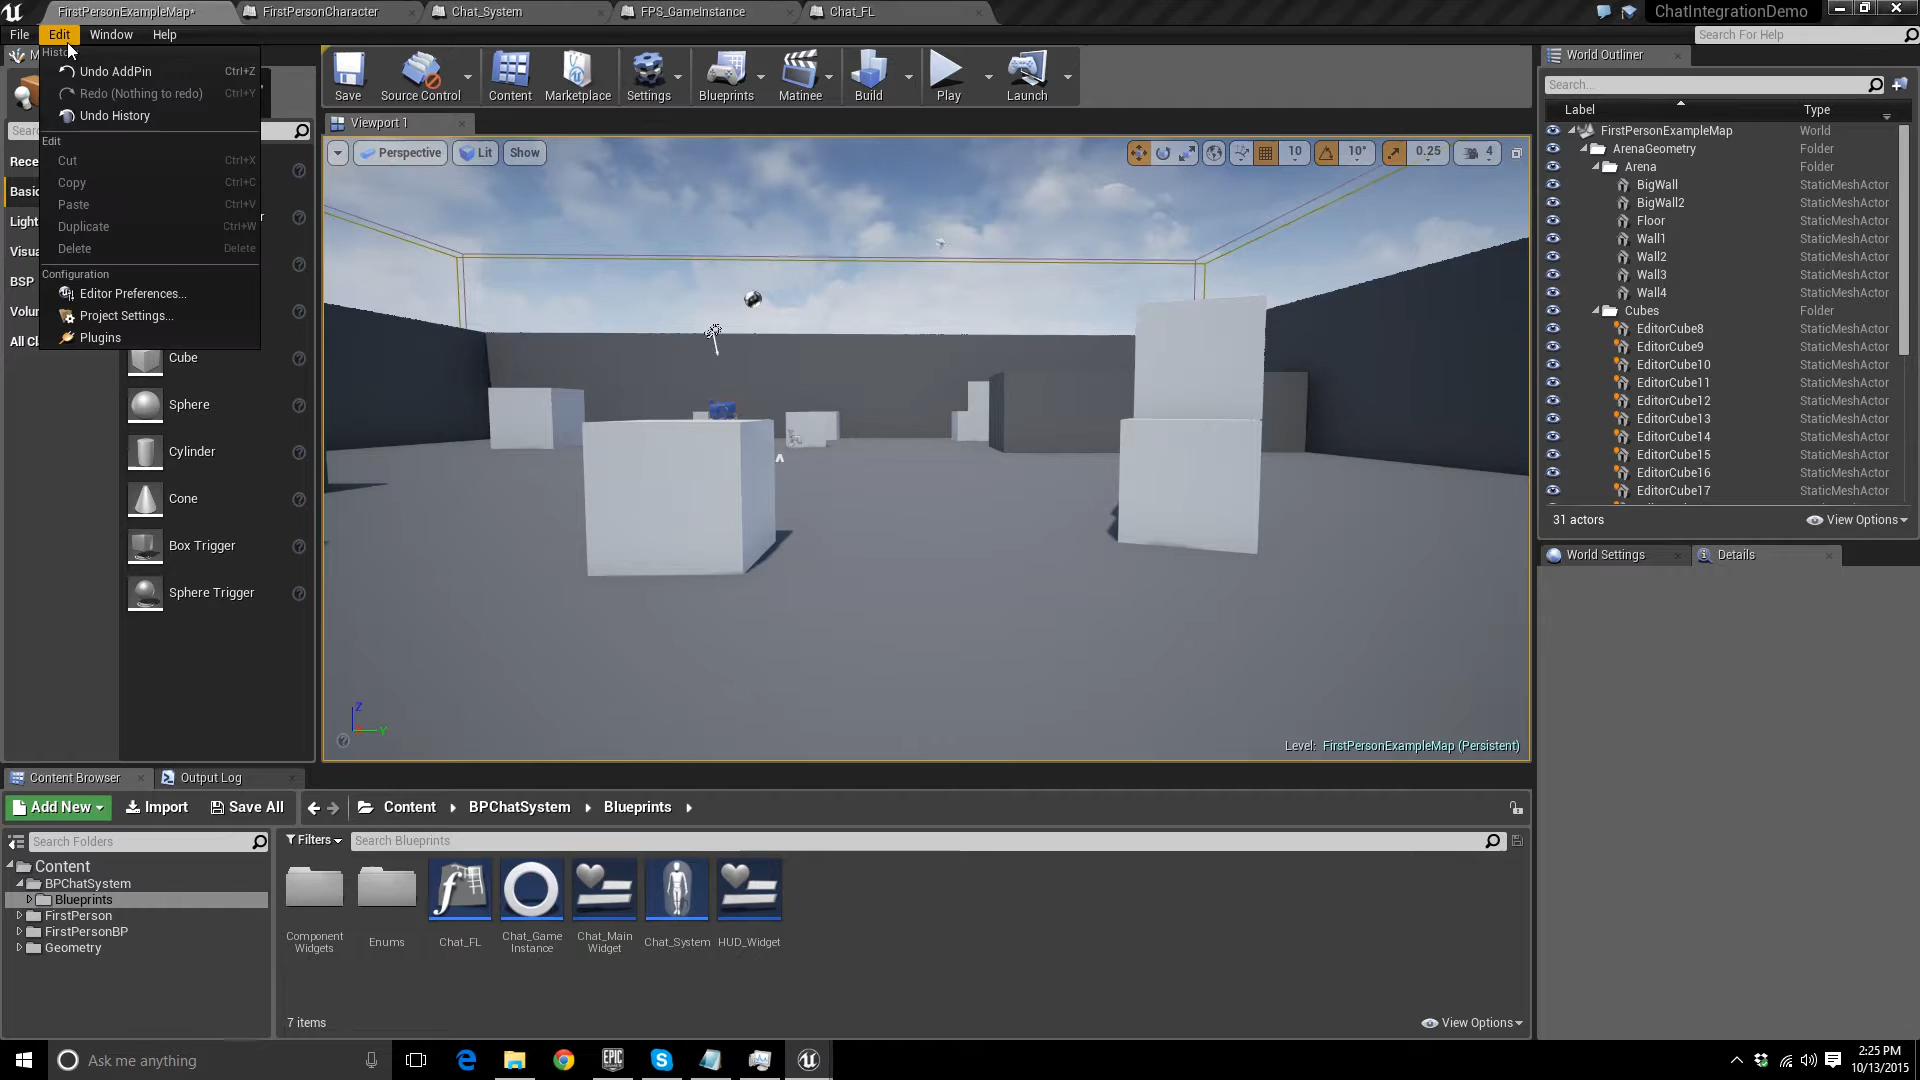 FirstPersonExampleMap*
FirstPersonCharacter
Chat_System
FPS_GameInstance
Chat_FL
ChatIntegrationDemo
File
Edit
Window
Help
Search For Help
Undo AddPin Ctrl+Z
Redo (Nothing to redo) Ctrl+Y
Undo History
Edit
Cut Ctrl+X
Copy Ctrl+C
Paste Ctrl+V
Duplicate Ctrl+W
Delete Delete
Configuration
Editor Preferences...
Project Settings...
Plugins
BSP
Cube
Sphere
Cylinder
Cone
Box Trigger
Sphere Trigger
Save
Source Control
Content
Marketplace
Settings
Blueprints
Matinee
Build
Play
Launch
Viewport 1
Perspective
Lit
Show
10
10°
0.25
4
Level: FirstPersonExampleMap (Persistent)
World Outliner
Search...
Label Type
FirstPersonExampleMap World
ArenaGeometry Folder
Arena Folder
BigWall StaticMeshActor
BigWall2 StaticMeshActor
Floor StaticMeshActor
Wall1 StaticMeshActor
Wall2 StaticMeshActor
Wall3 StaticMeshActor
Wall4 StaticMeshActor
Cubes Folder
EditorCube8 StaticMeshActor
EditorCube9 StaticMeshActor
EditorCube10 StaticMeshActor
EditorCube11 StaticMeshActor
EditorCube12 StaticMeshActor
EditorCube13 StaticMeshActor
EditorCube14 StaticMeshActor
EditorCube15 StaticMeshActor
EditorCube16 StaticMeshActor
EditorCube17 StaticMeshActor
31 actors
View Options
World Settings
Details
Content Browser
Output Log
Add New
Import
Save All
Content
BPChatSystem
Blueprints
Search Folders
Filters
Search Blueprints
Content
BPChatSystem
Blueprints
FirstPerson
FirstPersonBP
Geometry
Component
Widgets
Enums
Chat_FL
Chat_Game
Instance
Chat_Main
Widget
Chat_System
HUD_Widget
7 items
View Options
Ask me anything
2:25 PM
10/13/2015